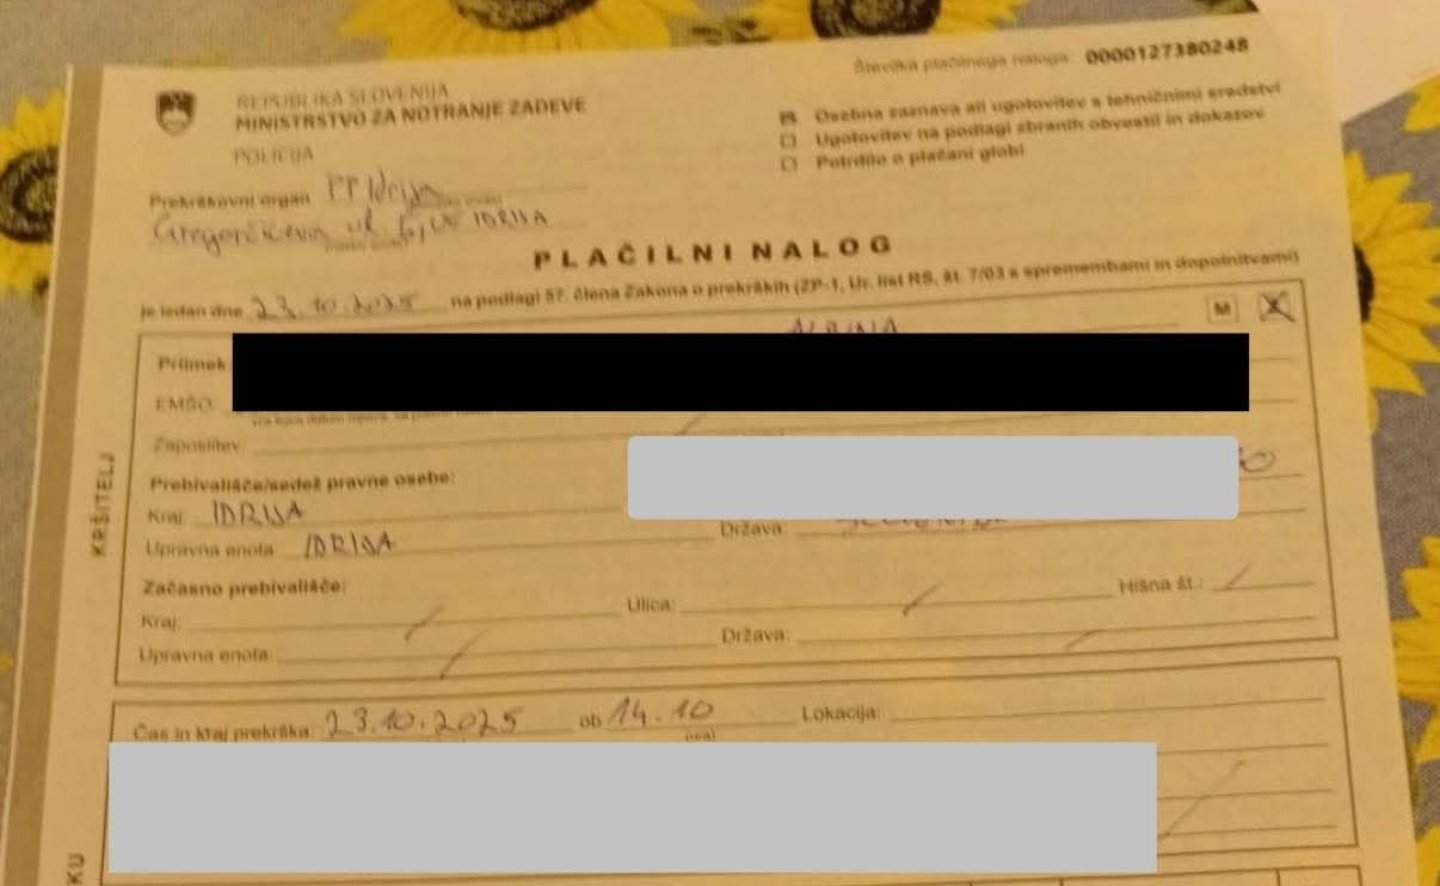 Številka plačilnega naloga: 0000127380248
REPUBLIKA SLOVENIJA
MINISTRSTVO ZA NOTRANJE ZADEVE
POLICIJA
Osebna zaznava ali ugotovitev s tehničnimi sredstvi
Ugotovitev na podlagi zbranih obvestil in dokazov
Potrdilo o plačani globi
Prekrškovni organ PP Idrija
Gregorčičeva ul. IDRIJA
PLAČILNI NALOG
je izdan dne 23.10.2025 na podlagi 57. člena Zakona o prekrških (ZP-1, Ur. list RS, št. 7/03 s spremembami in dopolnitvami)
M
Priimek
EMŠO:
Zaposlitev:
Prebivališče/sedež pravne osebe:
Kraj: IDRIJA
Upravna enota: IDRIJA Država:
Začasno prebivališče:
Kraj: Ulica: Hišna št.:
Upravna enota: Država:
KRŠITELJ
Čas in kraj prekrška: 23.10.2025 ob 14.10 Lokacija:
(ura)
KU